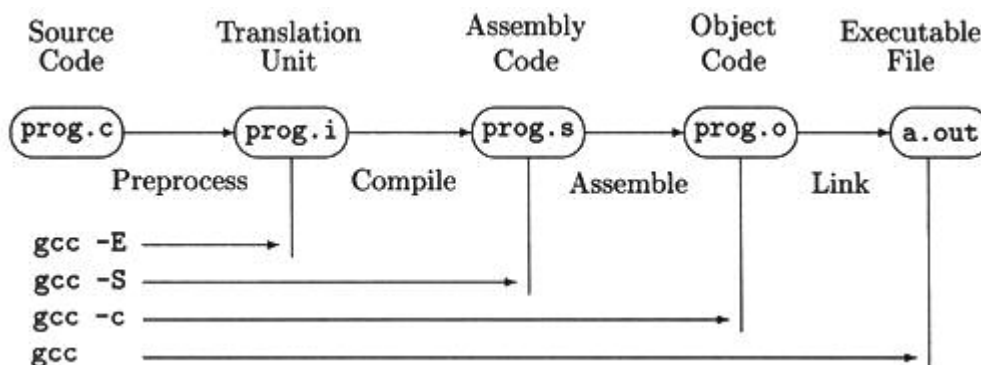 Source Translation Assembly Object Executable
Code Unit Code Code File
prog.c prog.i prog.s prog.o a.out
Preprocess Compile Assemble Link
gcc -E
gcc -S
gcc -c
gcc